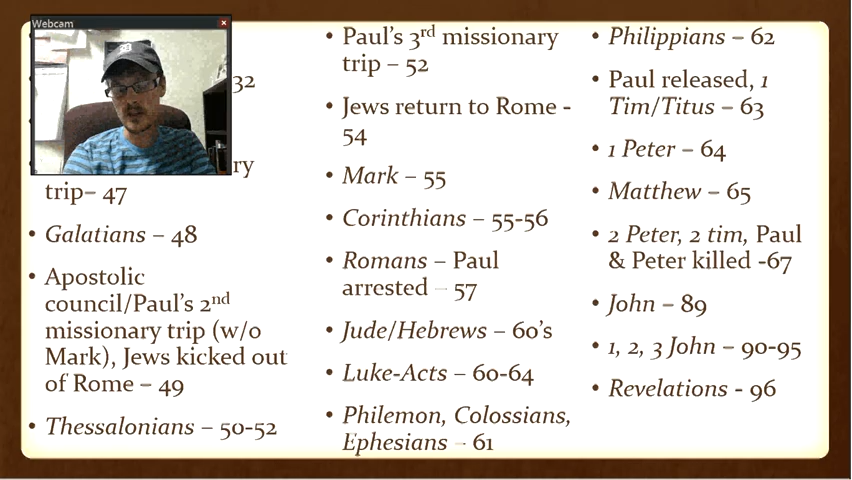 Webcam
32
ry
trip– 47
• Galatians – 48
• Apostolic
council/Paul’s 2nd
missionary trip (w/o
Mark), Jews kicked out
of Rome – 49
• Thessalonians – 50-52
• Paul’s 3rd missionary
trip – 52
• Jews return to Rome -
54
• Mark – 55
• Corinthians – 55-56
• Romans – Paul
arrested – 57
• Jude/Hebrews – 60’s
• Luke-Acts – 60-64
• Philemon, Colossians,
Ephesians – 61
• Philippians – 62
• Paul released, 1
Tim/Titus – 63
• 1 Peter – 64
• Matthew – 65
• 2 Peter, 2 tim, Paul
& Peter killed -67
• John – 89
• 1, 2, 3 John – 90-95
• Revelations - 96